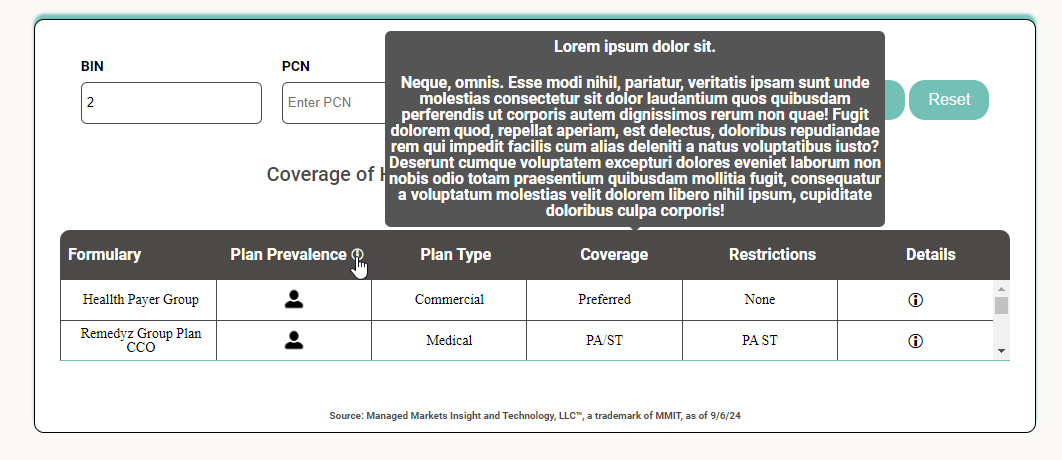 Lorem ipsum dolor sit.
Neque, omnis. Esse modi nihil, pariatur, veritatis ipsam sunt unde
molestias consectetur sit dolor laudantium quos quibusdam
perferendis ut corporis autem dignissimos rerum non quae! Fugit
dolorem quod, repellat aperiam, est delectus, doloribus repudiandae
rem qui impedit facilis cum alias deleniti a natus voluptatibus iusto?
Deserunt cumque voluptatem excepturi dolores eveniet laborum non
nobis odio totam praesentium quibusdam mollitia fugit, consequatur
a voluptatum molestias velit dolorem libero nihil ipsum, cupiditate
doloribus culpa corporis!
BIN
PCN
2
Enter PCN
Reset
Coverage of
Formulary
Plan Prevalence
Plan Type
Coverage
Restrictions
Details
Heallth Payer Group
Commercial
Preferred
None
Remedyz Group Plan
CCO
Medical
PA/ST
PA ST
Source: Managed Markets Insight and Technology, LLC™, a trademark of MMIT, as of 9/6/24